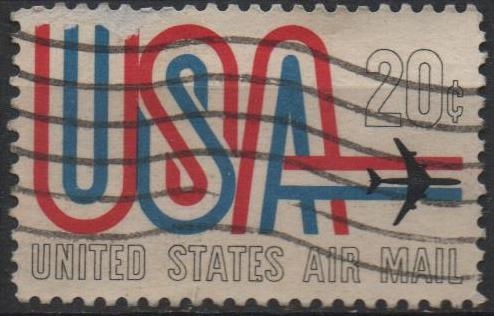 USA
20¢
UNITED STATES AIR MAIL